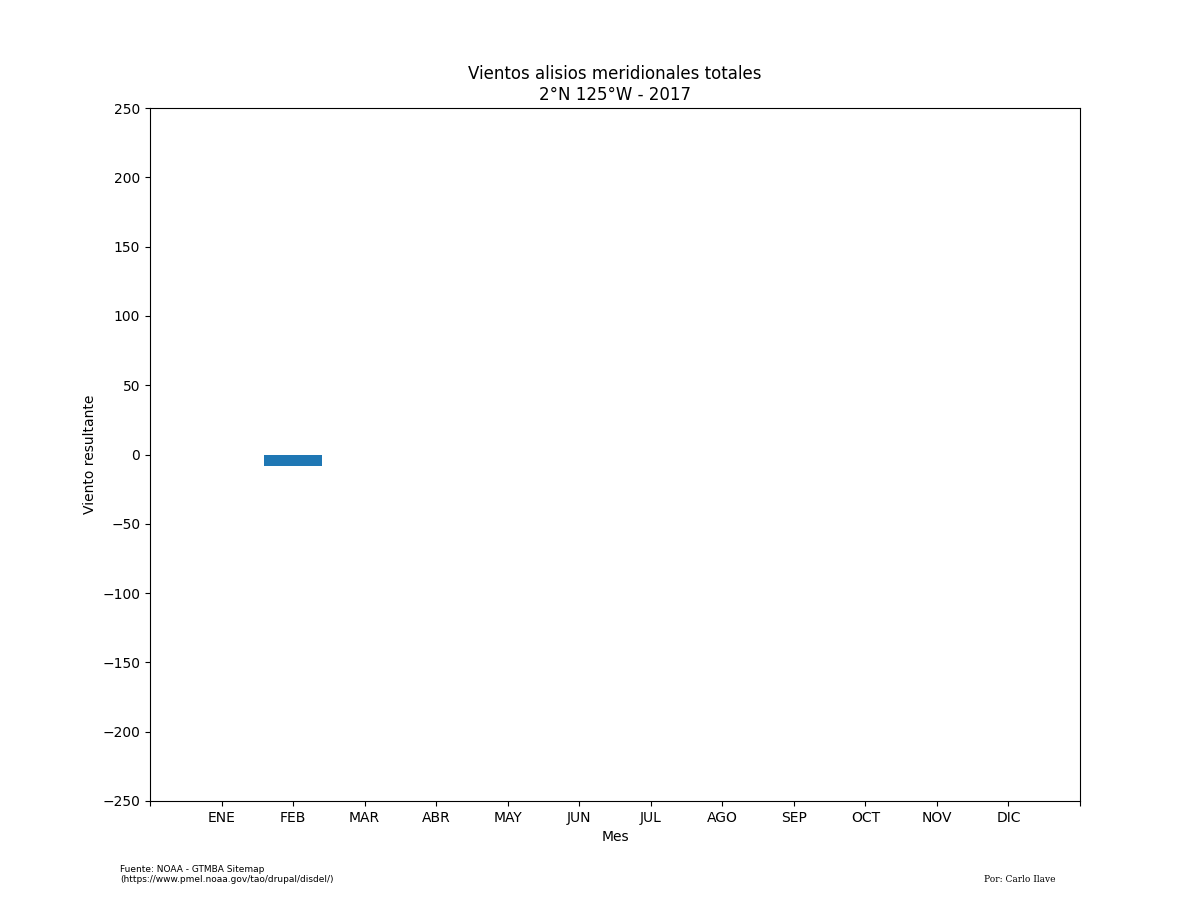 Vientos alisios meridionales totales
2°N 125°W - 2017
250
200
150
100
50
0
−50
−100
−150
−200
−250
Viento resultante
ENE FEB MAR ABR MAY JUN JUL AGO SEP OCT NOV DIC
Mes
Fuente: NOAA - GTMBA Sitemap
(https://www.pmel.noaa.gov/tao/drupal/disdel/)
Por: Carlo Ilave